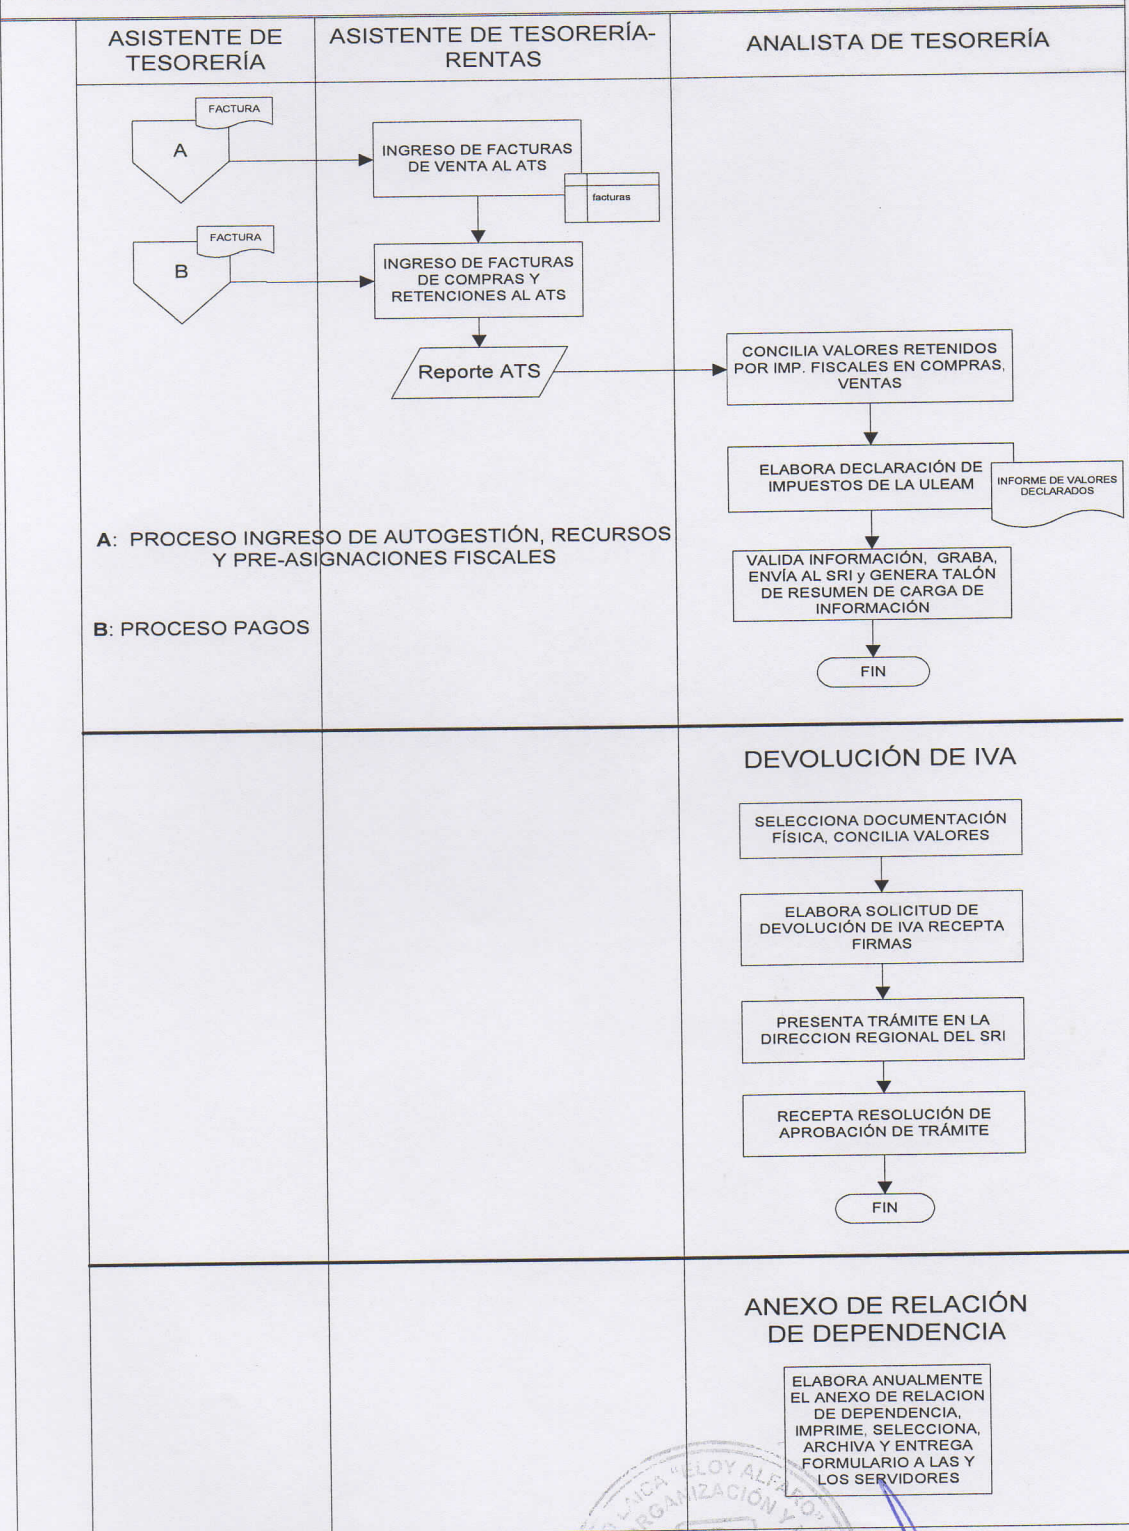 ASISTENTE DE
TESORERÍA
ASISTENTE DE TESORERÍA-
RENTAS
ANALISTA DE TESORERÍA
FACTURA
A
INGRESO DE FACTURAS
DE VENTA AL ATS
facturas
FACTURA
B
INGRESO DE FACTURAS
DE COMPRAS Y
RETENCIONES AL ATS
Reporte ATS
CONCILIA VALORES RETENIDOS
POR IMP. FISCALES EN COMPRAS,
VENTAS
ELABORA DECLARACIÓN DE
IMPUESTOS DE LA ULEAM
INFORME DE VALORES
DECLARADOS
A: PROCESO INGRESO DE AUTOGESTIÓN, RECURSOS
Y PRE-ASIGNACIONES FISCALES
VALIDA INFORMACIÓN, GRABA,
ENVÍA AL SRI y GENERA TALÓN
DE RESUMEN DE CARGA DE
INFORMACIÓN
B: PROCESO PAGOS
FIN
DEVOLUCIÓN DE IVA
SELECCIONA DOCUMENTACIÓN
FÍSICA, CONCILIA VALORES
ELABORA SOLICITUD DE
DEVOLUCIÓN DE IVA RECEPTA
FIRMAS
PRESENTA TRÁMITE EN LA
DIRECCION REGIONAL DEL SRI
RECEPTA RESOLUCIÓN DE
APROBACIÓN DE TRÁMITE
FIN
ANEXO DE RELACIÓN
DE DEPENDENCIA
ELABORA ANUALMENTE
EL ANEXO DE RELACION
DE DEPENDENCIA,
IMPRIME, SELECCIONA,
ARCHIVA Y ENTREGA
FORMULARIO A LAS Y
LOS SERVIDORES
LAICA "ELOY ALFARO"
ORGANIZACIÓN Y